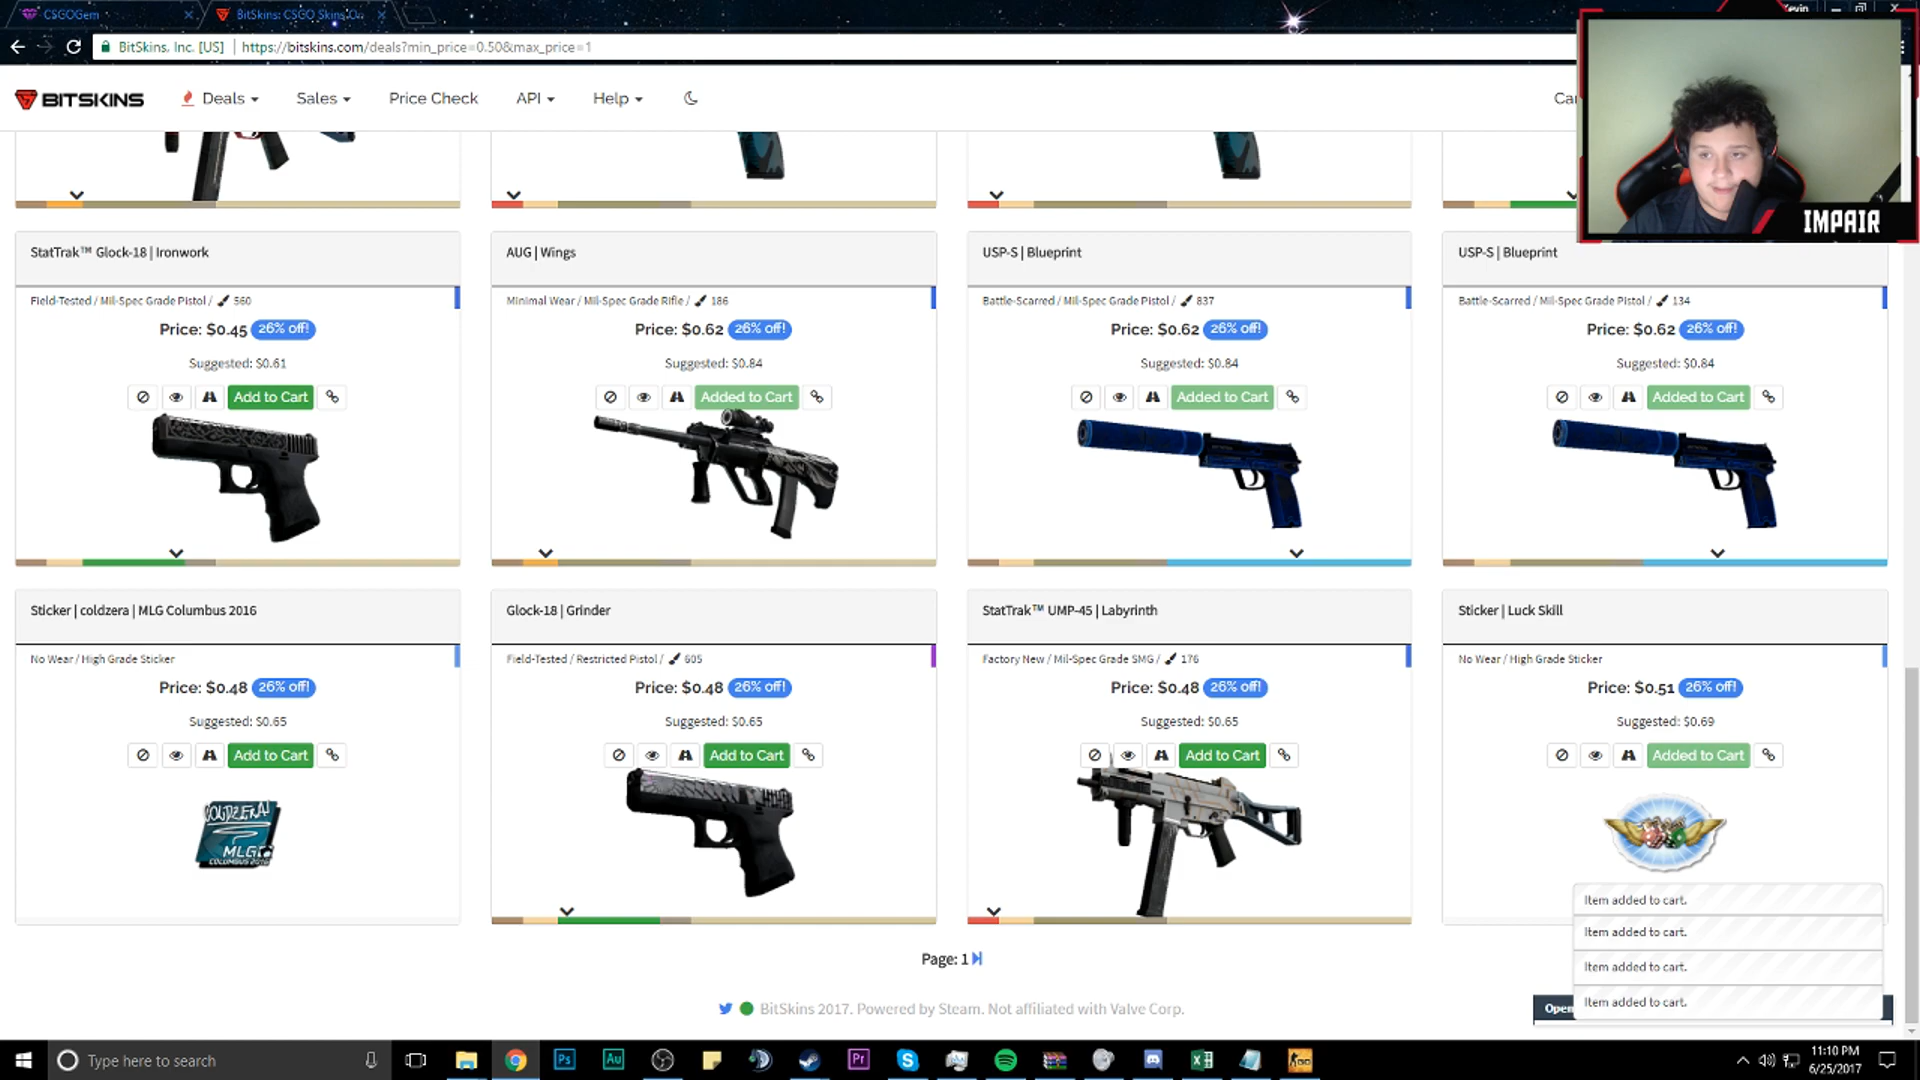 CSGOGem
BitSkins: CSGO Skins, O
BitSkins, Inc. [US] | https://bitskins.com/deals?min_price=0.50&max_price=1
BITSKINS Deals Sales Price Check API Help
StatTrak™ Glock-18 | Ironwork
Field-Tested / Mil-Spec Grade Pistol / 560
Price: $0.45 26% off!
Suggested: $0.61
Add to Cart
AUG | Wings
Minimal Wear / Mil-Spec Grade Rifle / 186
Price: $0.62 26% off!
Suggested: $0.84
Added to Cart
USP-S | Blueprint
Battle-Scarred / Mil-Spec Grade Pistol / 837
Price: $0.62 26% off!
Suggested: $0.84
Added to Cart
USP-S | Blueprint
Battle-Scarred / Mil-Spec Grade Pistol / 134
Price: $0.62 26% off!
Suggested: $0.84
Added to Cart
IMPAIR
Sticker | coldzera | MLG Columbus 2016
No Wear / High Grade Sticker
Price: $0.48 26% off!
Suggested: $0.65
Add to Cart
COLDZERA
MLG
COLUMBUS 2016
Glock-18 | Grinder
Field-Tested / Restricted Pistol / 605
Price: $0.48 26% off!
Suggested: $0.65
Add to Cart
StatTrak™ UMP-45 | Labyrinth
Factory New / Mil-Spec Grade SMG / 176
Price: $0.48 26% off!
Suggested: $0.65
Add to Cart
Sticker | Luck Skill
No Wear / High Grade Sticker
Price: $0.51 26% off!
Suggested: $0.69
Added to Cart
Item added to cart.
Item added to cart.
Item added to cart.
Item added to cart.
Open
Page: 1
BitSkins 2017. Powered by Steam. Not affiliated with Valve Corp.
Type here to search
Ps
Au
Pr
11:10 PM
6/25/2017